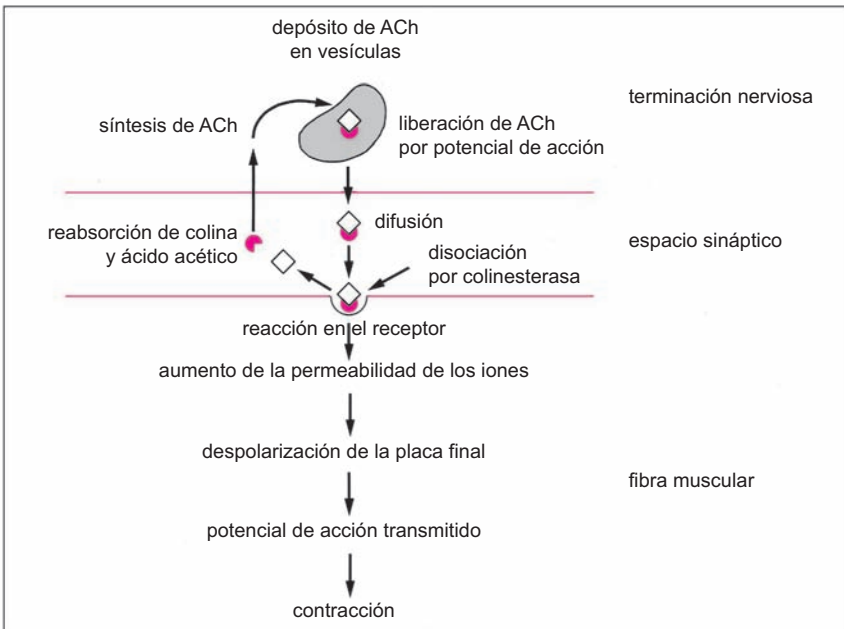 depósito de ACh
en vesículas
terminación nerviosa
síntesis de ACh
liberación de ACh
por potencial de acción
difusión
reabsorción de colina
y ácido acético
espacio sináptico
disociación
por colinesterasa
reacción en el receptor
aumento de la permeabilidad de los iones
despolarización de la placa final
fibra muscular
potencial de acción transmitido
contracción